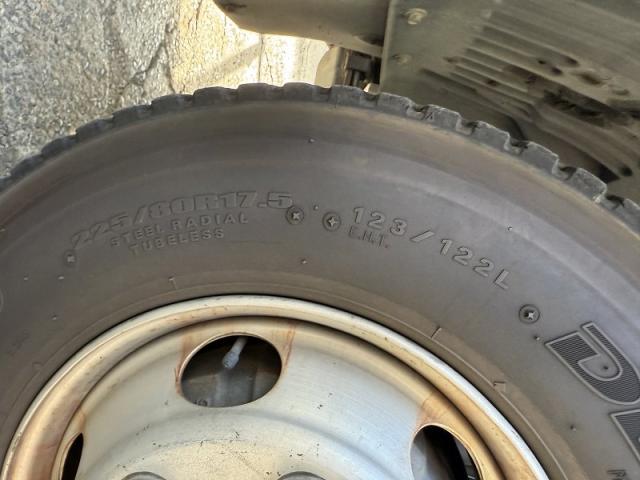 225/80R17.5
STEEL RADIAL
TUBELESS
123/122L
E.N.T.